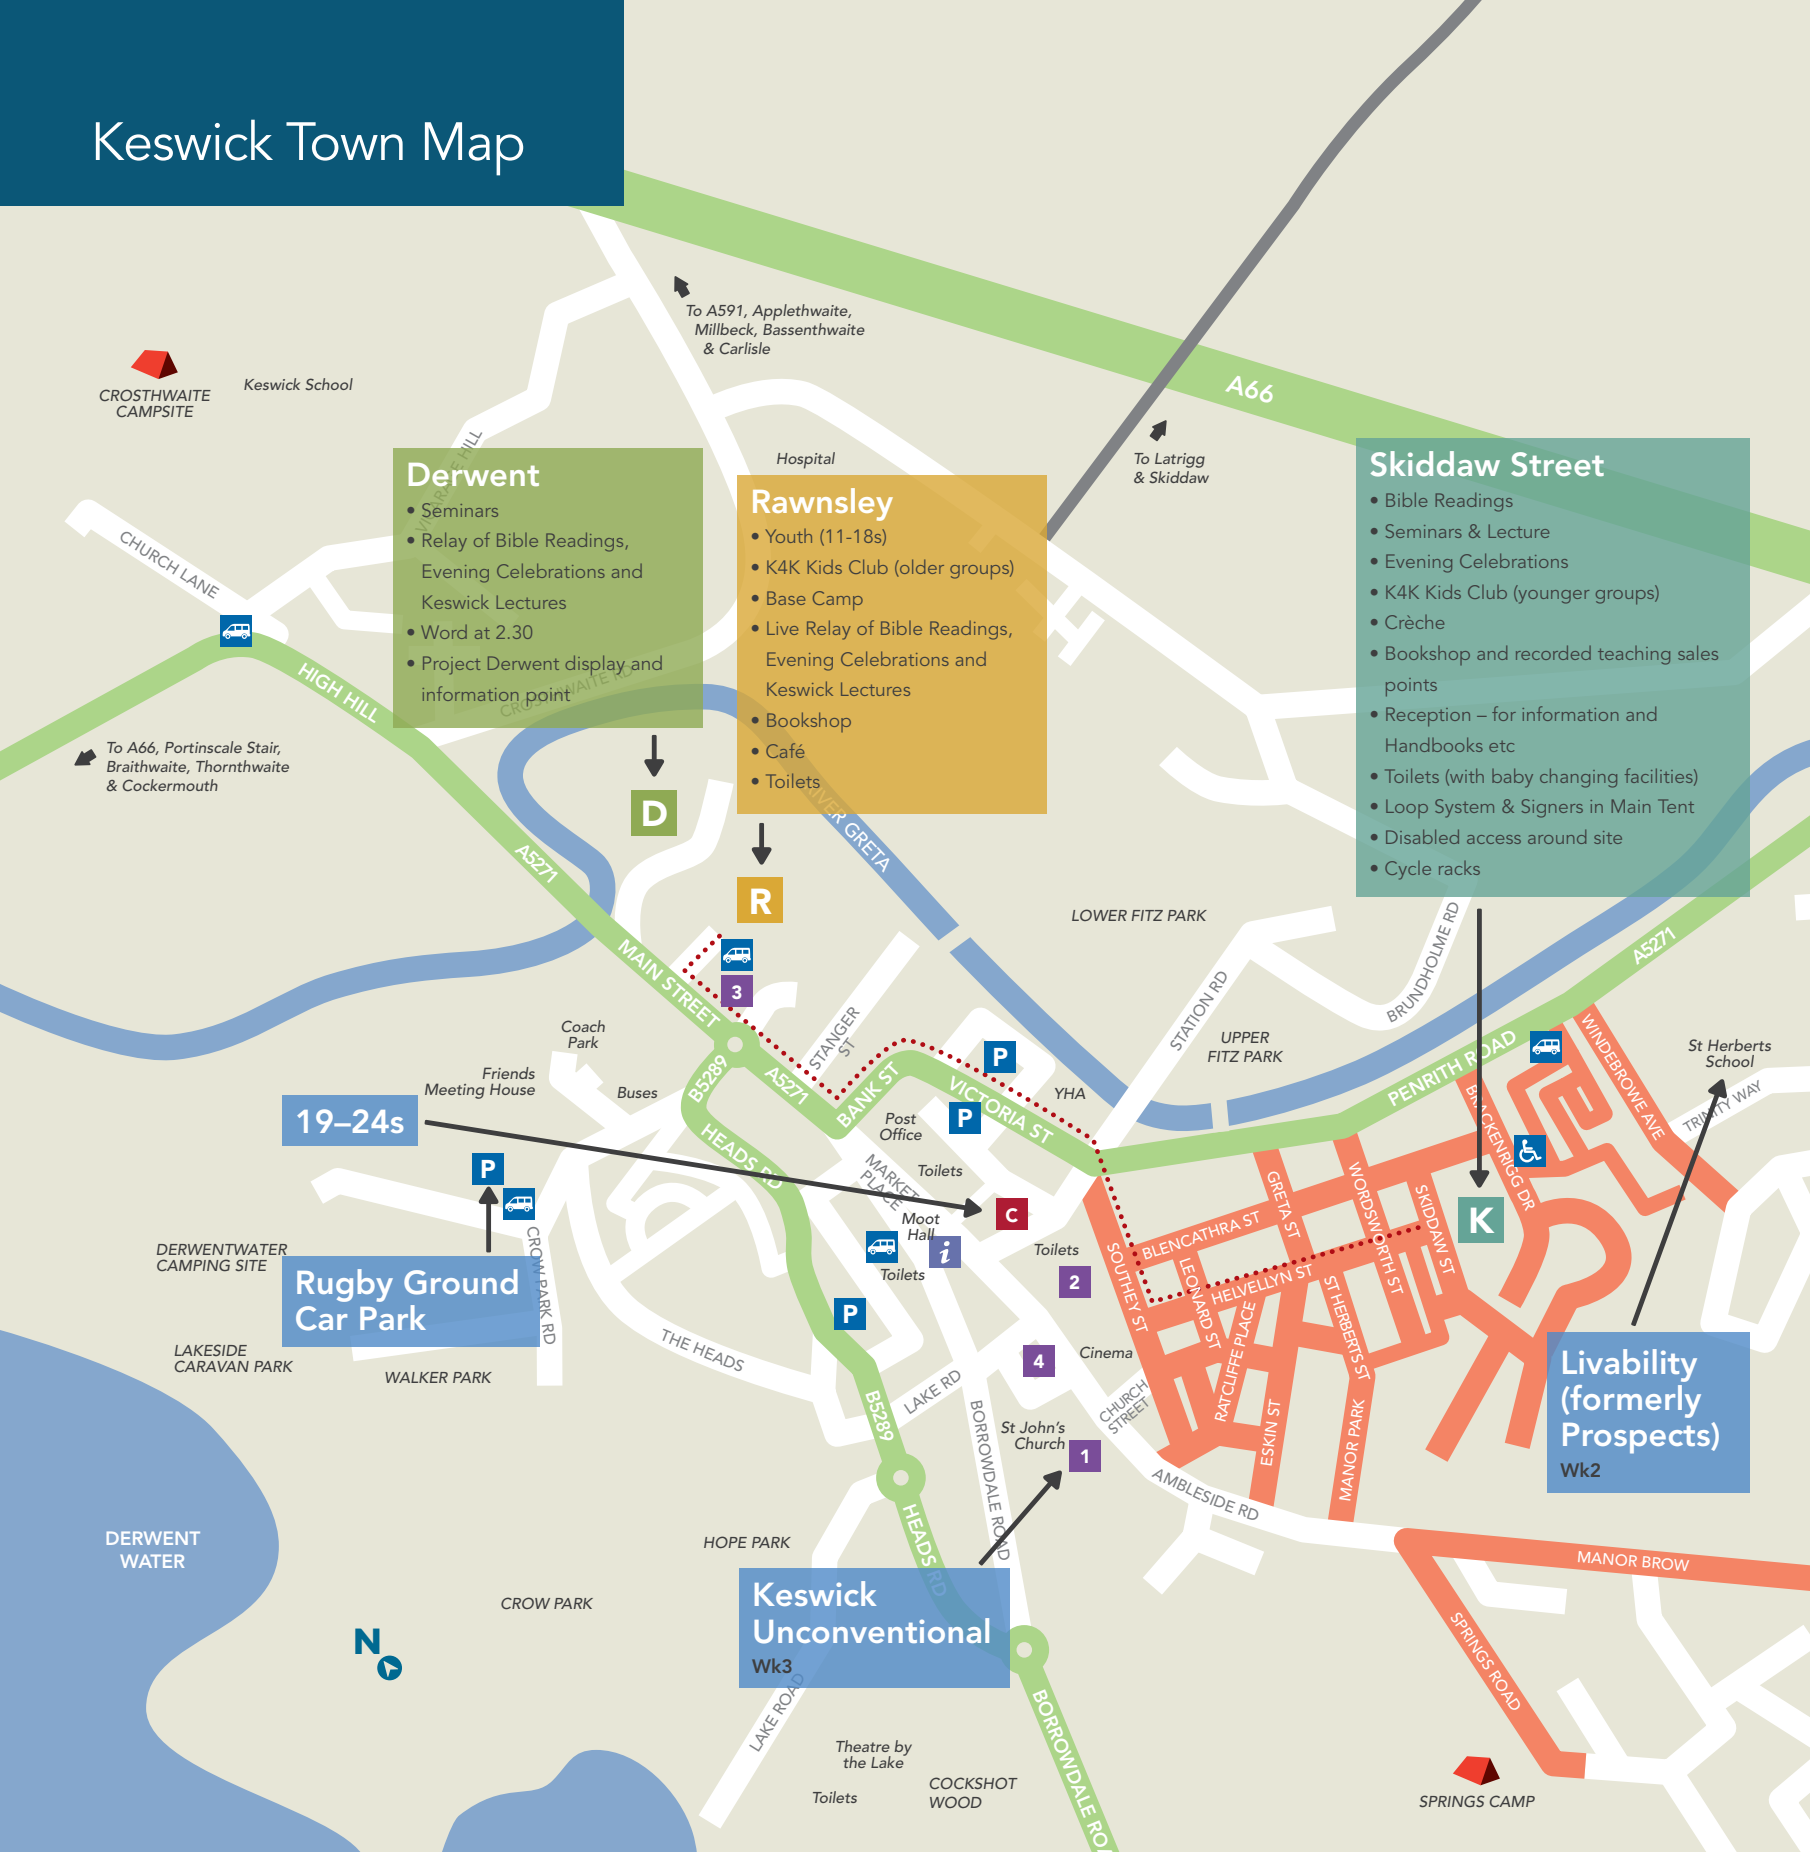 Keswick Town Map
A66
To A591, Applethwaite,
Millbeck, Bassenthwaite
& Carlisle
CROSTHWAITE
CAMPSITE
Keswick School
VICARAGE HILL
Hospital
To Latrigg
& Skiddaw
CHURCH LANE
Derwent
• Seminars
• Relay of Bible Readings,
Evening Celebrations and
Keswick Lectures
• Word at 2.30
• Project Derwent display and
information point
CROSTHWAITE RD
Rawnsley
• Youth (11-18s)
• K4K Kids Club (older groups)
• Base Camp
• Live Relay of Bible Readings,
Evening Celebrations and
Keswick Lectures
• Bookshop
• Café
• Toilets
Skiddaw Street
• Bible Readings
• Seminars & Lecture
• Evening Celebrations
• K4K Kids Club (younger groups)
• Crèche
• Bookshop and recorded teaching sales
points
• Reception – for information and
Handbooks etc
• Toilets (with baby changing facilities)
• Loop System & Signers in Main Tent
• Disabled access around site
• Cycle racks
HIGH HILL
To A66, Portinscale Stair,
Braithwaite, Thornthwaite
& Cockermouth
A5271
D
R
RIVER GRETA
LOWER FITZ PARK
BRUNDHOLME RD
A5271
MAIN STREET
3
STANGER
ST
STATION RD
UPPER
FITZ PARK
PENRITH ROAD
WINDEBROWE AVE
St Herberts
School
TRINITY WAY
Coach
Park
Friends
Meeting House
Buses
B5289
A5271
BANK ST
VICTORIA ST
P
P
YHA
Post
Office
Toilets
19–24s
HEADS RD
MARKET
PLACE
C
Moot
Hall
i
Toilets
P
CROW PARK RD
P
DERWENTWATER
CAMPING SITE
Rugby Ground
Car Park
LAKESIDE
CARAVAN PARK
WALKER PARK
THE HEADS
LAKE RD
B5289
BORROWDALE ROAD
Toilets
2
4
Cinema
CHURCH
STREET
St John's
Church
1
SOUTHEY ST
BLENCATHRA ST
LEONARD ST
HELVELLYN ST
GRETA ST
WORDSWORTH ST
SKIDDAW ST
BRACKENRIGG DR
K
RATCLIFFE PLACE
ST HERBERTS ST
ESKIN ST
MANOR PARK
AMBLESIDE RD
Livability
(formerly
Prospects)
Wk2
MANOR BROW
SPRINGS ROAD
SPRINGS CAMP
DERWENT
WATER
HOPE PARK
CROW PARK
N
HEADS RD
Keswick
Unconventional
Wk3
LAKE ROAD
BORROWDALE ROA
Theatre by
the Lake
Toilets
COCKSHOT
WOOD